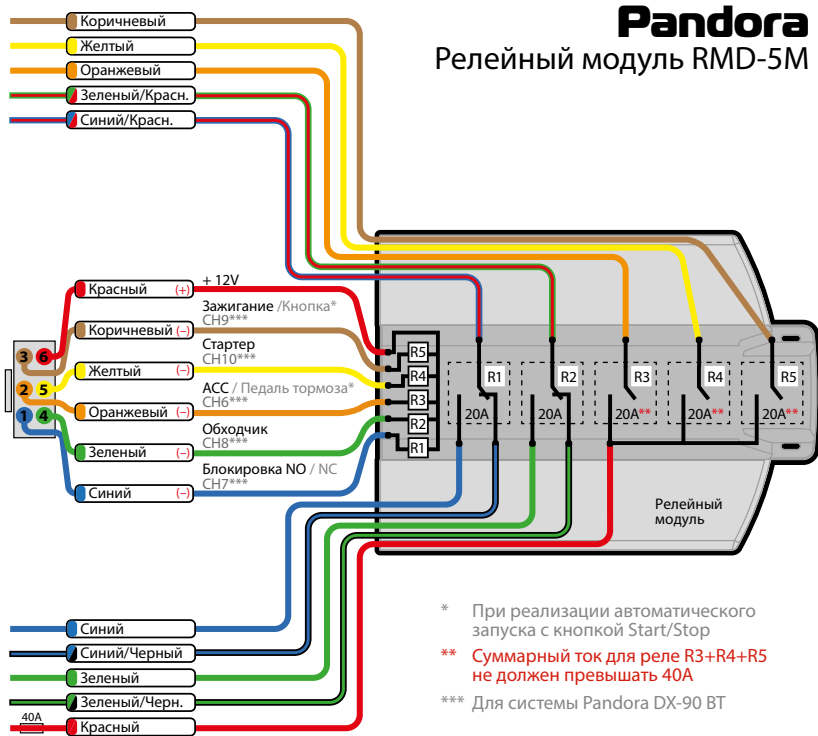 Pandora
Релейный модуль RMD-5M
Коричневый
Желтый
Оранжевый
Зеленый/Красн.
Синий/Красн.
Красный (+)
+ 12V
Коричневый (–)
Зажигание /Кнопка*
CH9***
Желтый (–)
Стартер
CH10***
Оранжевый (–)
ACC / Педаль тормоза*
CH6***
Зеленый (–)
Обходчик
CH8***
Синий (–)
Блокировка NO / NC
CH7***
3 6
2 5
1 4
R5
R4
R3
R2
R1
R1 R2 R3 R4 R5
20A 20A 20A** 20A** 20A**
Релейный
модуль
Синий
Синий/Черный
Зеленый
Зеленый/Черн.
40A
Красный
* При реализации автоматического
запуска с кнопкой Start/Stop
** Суммарный ток для реле R3+R4+R5
не должен превышать 40А
*** Для системы Pandora DX-90 BT